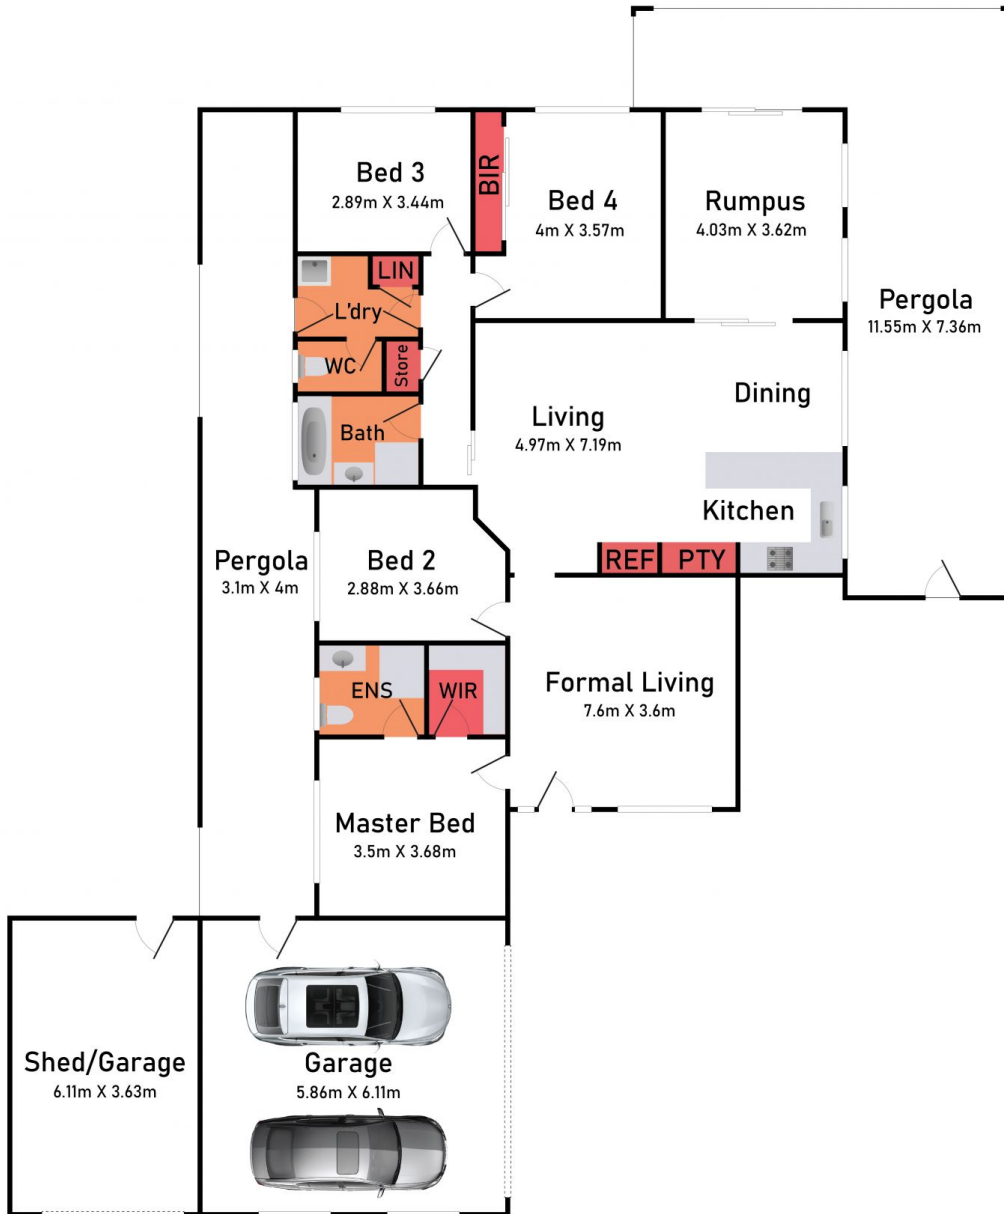 Bed 3
2.89m X 3.44m
BIR
Bed 4
4m X 3.57m
Rumpus
4.03m X 3.62m
Pergola
11.55m X 7.36m
LIN
L'dry
WC
Store
Bath
Living
4.97m X 7.19m
Dining
Kitchen
REF
PTY
Pergola
3.1m X 4m
Bed 2
2.88m X 3.66m
ENS
WIR
Formal Living
7.6m X 3.6m
Master Bed
3.5m X 3.68m
Shed/Garage
6.11m X 3.63m
Garage
5.86m X 6.11m